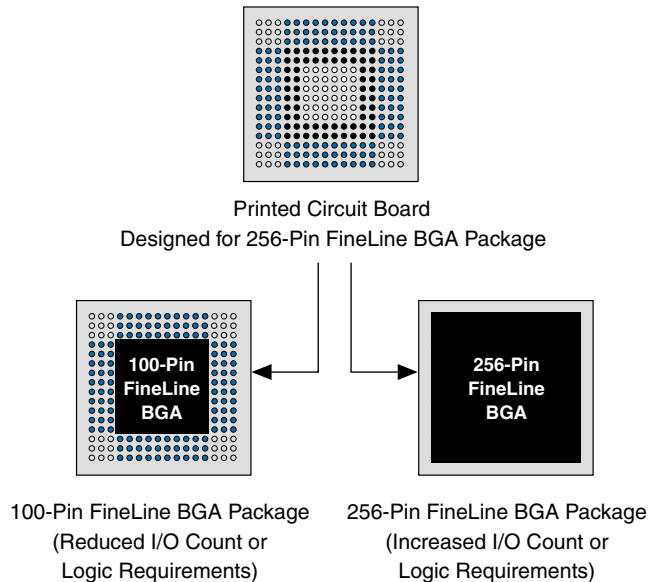 Printed Circuit Board
Designed for 256-Pin FineLine BGA Package
100-Pin
FineLine
BGA
256-Pin
FineLine
BGA
100-Pin FineLine BGA Package
(Reduced I/O Count or
Logic Requirements)
256-Pin FineLine BGA Package
(Increased I/O Count or
Logic Requirements)